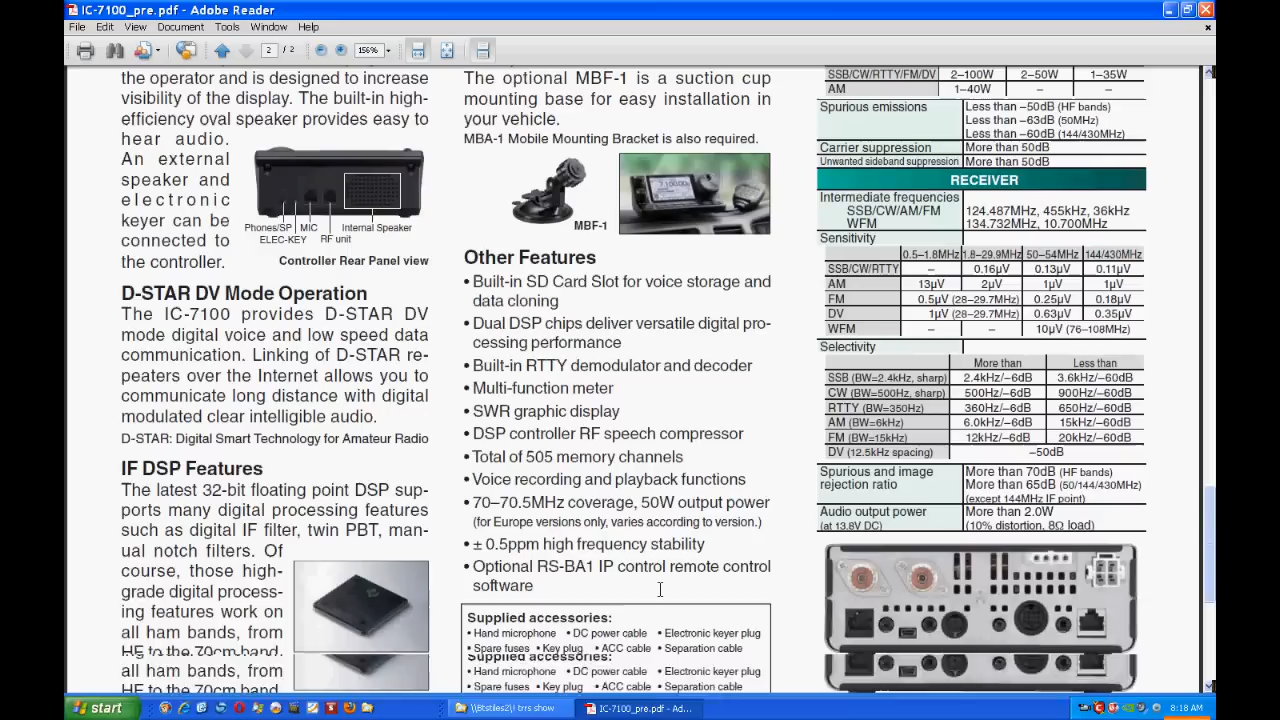 IC-7100_pre.pdf - Adobe Reader
File Edit View Document Tools Window Help
2 / 2 156%
the operator and is designed to increase
visibility of the display. The built-in high-
efficiency oval speaker provides easy to
hear audio.
An external
speaker and
electronic
keyer can be
connected to
the controller.
Phones/SP MIC Internal Speaker
ELEC-KEY RF unit
Controller Rear Panel view
D-STAR DV Mode Operation
The IC-7100 provides D-STAR DV
mode digital voice and low speed data
communication. Linking of D-STAR re-
peaters over the Internet allows you to
communicate long distance with digital
modulated clear intelligible audio.
D-STAR: Digital Smart Technology for Amateur Radio
IF DSP Features
The latest 32-bit floating point DSP sup-
ports many digital processing features
such as digital IF filter, twin PBT, man-
ual notch filters. Of
course, those high-
grade digital process-
ing features work on
all ham bands, from
HF to the 70cm band.
all ham bands, from
HF to the 70cm band
The optional MBF-1 is a suction cup
mounting base for easy installation in
your vehicle.
MBA-1 Mobile Mounting Bracket is also required.
MBF-1
Other Features
• Built-in SD Card Slot for voice storage and
data cloning
• Dual DSP chips deliver versatile digital pro-
cessing performance
• Built-in RTTY demodulator and decoder
• Multi-function meter
• SWR graphic display
• DSP controller RF speech compressor
• Total of 505 memory channels
• Voice recording and playback functions
• 70–70.5MHz coverage, 50W output power
(for Europe versions only, varies according to version.)
• ± 0.5ppm high frequency stability
• Optional RS-BA1 IP control remote control
software
Supplied accessories:
• Hand microphone • DC power cable • Electronic keyer plug
• Spare fuses • Key plug • ACC cable • Separation cable
Supplied accessories:
• Hand microphone • DC power cable • Electronic keyer plug
• Spare fuses • Key plug • ACC cable • Separation cable
SSB/CW/RTTY/FM/DV 2–100W 2–50W 1–35W
AM 1–40W – –
Spurious emissions Less than –50dB (HF bands)
Less than –63dB (50MHz)
Less than –60dB (144/430MHz)
Carrier suppression More than 50dB
Unwanted sideband suppression More than 50dB
RECEIVER
Intermediate frequencies
SSB/CW/AM/FM 124.487MHz, 455kHz, 36kHz
WFM 134.732MHz, 10.700MHz
Sensitivity
0.5–1.8MHz 1.8–29.9MHz 50–54MHz 144/430MHz
SSB/CW/RTTY – 0.16µV 0.13µV 0.11µV
AM 13µV 2µV 1µV 1µV
FM 0.5µV (28–29.7MHz) 0.25µV 0.18µV
DV 1µV (28–29.7MHz) 0.63µV 0.35µV
WFM – – 10µV (76–108MHz)
Selectivity
More than Less than
SSB (BW=2.4kHz, sharp) 2.4kHz/–6dB 3.6kHz/–60dB
CW (BW=500Hz, sharp) 500Hz/–6dB 900Hz/–60dB
RTTY (BW=350Hz) 360Hz/–6dB 650Hz/–60dB
AM (BW=6kHz) 6.0kHz/–6dB 15kHz/–60dB
FM (BW=15kHz) 12kHz/–6dB 20kHz/–60dB
DV (12.5kHz spacing) –50dB
Spurious and image More than 70dB (HF bands)
rejection ratio More than 65dB (50/144/430MHz)
(except 144MHz IF point)
Audio output power More than 2.0W
(at 13.8V DC) (10% distortion, 8Ω load)
start \\Btstiles2\! trrs show IC-7100_pre.pdf - Ad... 8:18 AM